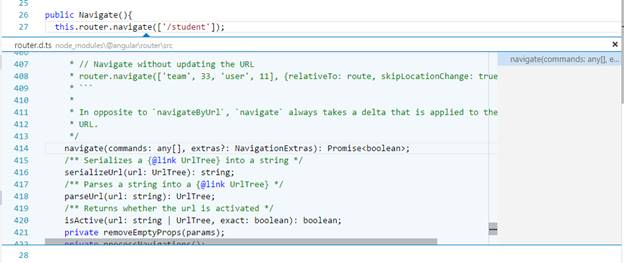 25
26 public Navigate(){
27 this.router.navigate(['/student']);
router.d.ts node_modules\@angular\router\src
406 *
407 * // Navigate without updating the URL
408 * router.navigate(['team', 33, 'user', 11], {relativeTo: route, skipLocationChange: true
409 * ```
410 *
411 * In opposite to `navigateByUrl`, `navigate` always takes a delta that is applied to the
412 * URL.
413 */
414 navigate(commands: any[], extras?: NavigationExtras): Promise<boolean>;
415 /** Serializes a {@link UrlTree} into a string */
416 serializeUrl(url: UrlTree): string;
417 /** Parses a string into a {@link UrlTree} */
418 parseUrl(url: string): UrlTree;
419 /** Returns whether the url is activated */
420 isActive(url: string | UrlTree, exact: boolean): boolean;
421 private removeEmptyProps(params);
422 private processNavigations();
navigate(commands: any[], e...
28